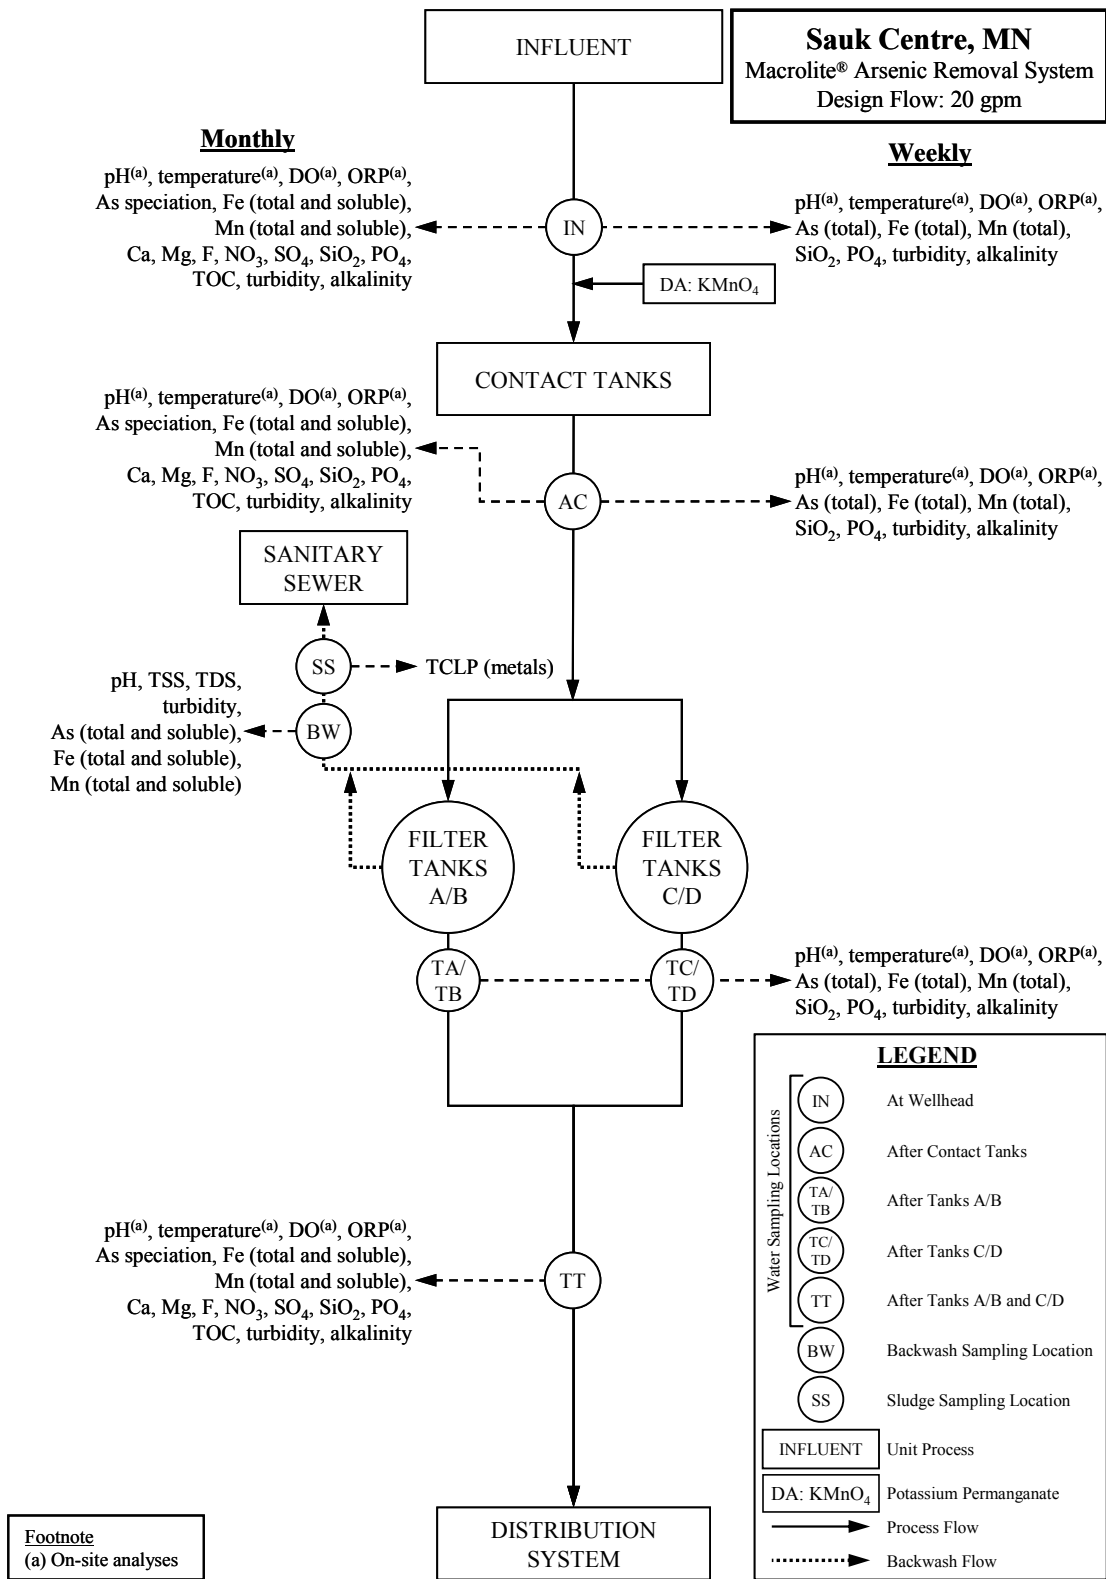 INFLUENT
Sauk Centre, MN
Macrolite® Arsenic Removal System
Design Flow: 20 gpm
Monthly
pH(a), temperature(a), DO(a), ORP(a),
As speciation, Fe (total and soluble),
Mn (total and soluble),
Ca, Mg, F, NO3, SO4, SiO2, PO4,
TOC, turbidity, alkalinity
IN
Weekly
pH(a), temperature(a), DO(a), ORP(a),
As (total), Fe (total), Mn (total),
SiO2, PO4, turbidity, alkalinity
DA: KMnO4
CONTACT TANKS
pH(a), temperature(a), DO(a), ORP(a),
As speciation, Fe (total and soluble),
Mn (total and soluble),
Ca, Mg, F, NO3, SO4, SiO2, PO4,
TOC, turbidity, alkalinity
AC
pH(a), temperature(a), DO(a), ORP(a),
As (total), Fe (total), Mn (total),
SiO2, PO4, turbidity, alkalinity
SANITARY
SEWER
SS
TCLP (metals)
pH, TSS, TDS,
turbidity,
As (total and soluble),
Fe (total and soluble),
Mn (total and soluble)
BW
FILTER
TANKS
A/B
FILTER
TANKS
C/D
TA/
TB
TC/
TD
pH(a), temperature(a), DO(a), ORP(a),
As (total), Fe (total), Mn (total),
SiO2, PO4, turbidity, alkalinity
pH(a), temperature(a), DO(a), ORP(a),
As speciation, Fe (total and soluble),
Mn (total and soluble),
Ca, Mg, F, NO3, SO4, SiO2, PO4,
TOC, turbidity, alkalinity
TT
DISTRIBUTION
SYSTEM
Footnote
(a) On-site analyses
LEGEND
Water Sampling Locations
IN
At Wellhead
AC
After Contact Tanks
TA/
TB
After Tanks A/B
TC/
TD
After Tanks C/D
TT
After Tanks A/B and C/D
BW
Backwash Sampling Location
SS
Sludge Sampling Location
INFLUENT
Unit Process
DA: KMnO4
Potassium Permanganate
Process Flow
Backwash Flow